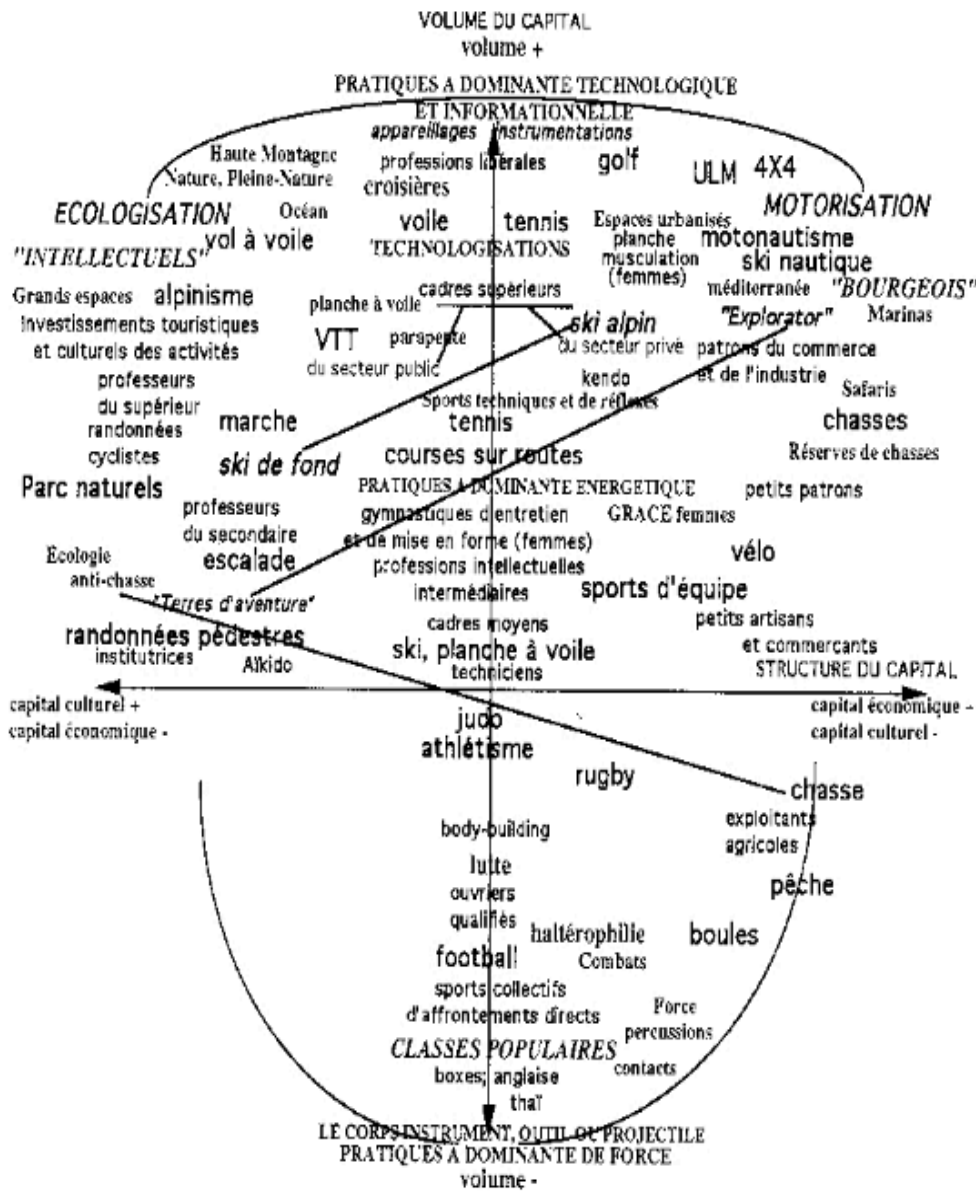 VOLUME DU CAPITAL
volume +
PRATIQUES A DOMINANTE TECHNOLOGIQUE
ET INFORMATIONNELLE
appareillages instrumentations
Haute Montagne
Nature, Pleine-Nature
professions libérales
croisières
golf
ULM 4X4
ECOLOGISATION
Océan
voile
tennis
Espaces urbanisés
MOTORISATION
"INTELLECTUELS"
vol à voile
TECHNOLOGISATIONS
planche
musculation
(femmes)
motonautisme
ski nautique
Grands espaces
alpinisme
planche à voile
cadres supérieurs
méditerranée
"BOURGEOIS"
investissements touristiques
et culturels des activités
VTT
parapente
ski alpin
"Explorator"
Marinas
du secteur public
du secteur privé
patrons du commerce
et de l'industrie
professeurs
du supérieur
kendo
Safaris
randonnées
cyclistes
marche
Sports techniques et de réflexes
tennis
chasses
ski de fond
courses sur routes
Réserves de chasses
Parc naturels
PRATIQUES A DOMINANTE ENERGETIQUE
petits patrons
professeurs
du secondaire
gymnastiques d'entretien
et de mise en forme (femmes)
GRACE femmes
Ecologie
anti-chasse
escalade
professions intellectuelles
intermédiaires
vélo
"Terres d'aventure"
sports d'équipe
randonnées pédestres
cadres moyens
petits artisans
et commerçants
institutrices
Aïkido
ski, planche à voile
techniciens
STRUCTURE DU CAPITAL
capital culturel +
capital économique -
capital économique +
capital culturel -
judo
athlétisme
rugby
chasse
exploitants
agricoles
body-building
lutte
pêche
ouvriers
qualifiés
haltérophilie
boules
football
Combats
sports collectifs
d'affrontements directs
Force
percussions
CLASSES POPULAIRES
contacts
boxes; anglaise
thaï
LE CORPS INSTRUMENT, OUTIL OU PROJECTILE
PRATIQUES A DOMINANTE DE FORCE
volume -